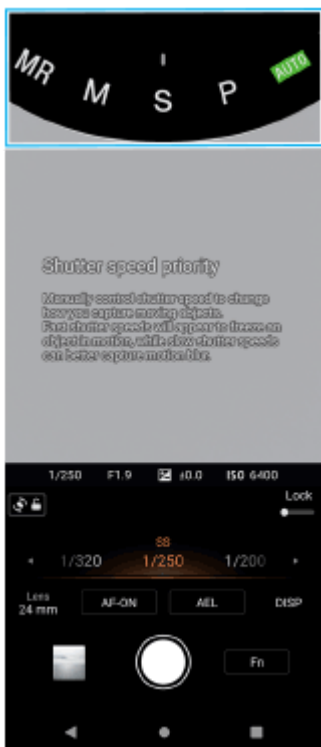 MR M S P AUTO
Shutter speed priority
Manually control shutter speed to change
how you capture moving objects.
Fast shutter speeds will appear to freeze an
object in motion, while slow shutter speeds
can better capture motion blur.
1/250 F1.9 ±0.0 ISO 6400
Lock
SS
1/320 1/250 1/200
Lens
24 mm AF-ON AEL DISP
Fn